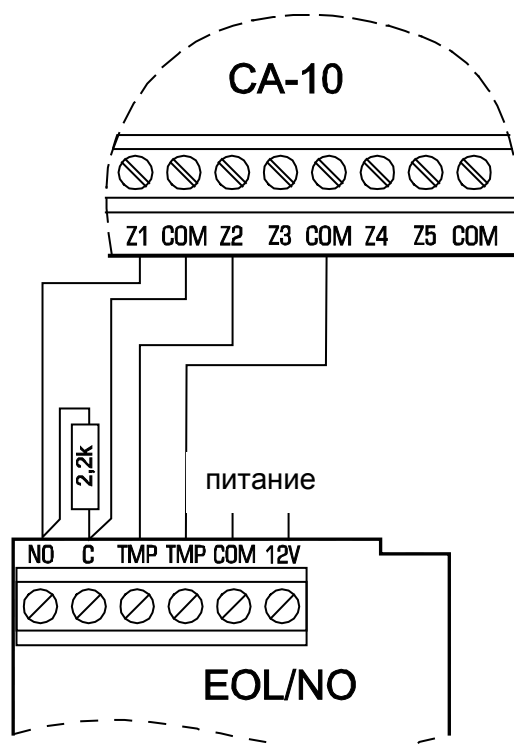 CA-10
Z1 COM Z2 Z3 COM Z4 Z5 COM
2,2k
питание
NO C TMP TMP COM 12V
EOL/NO